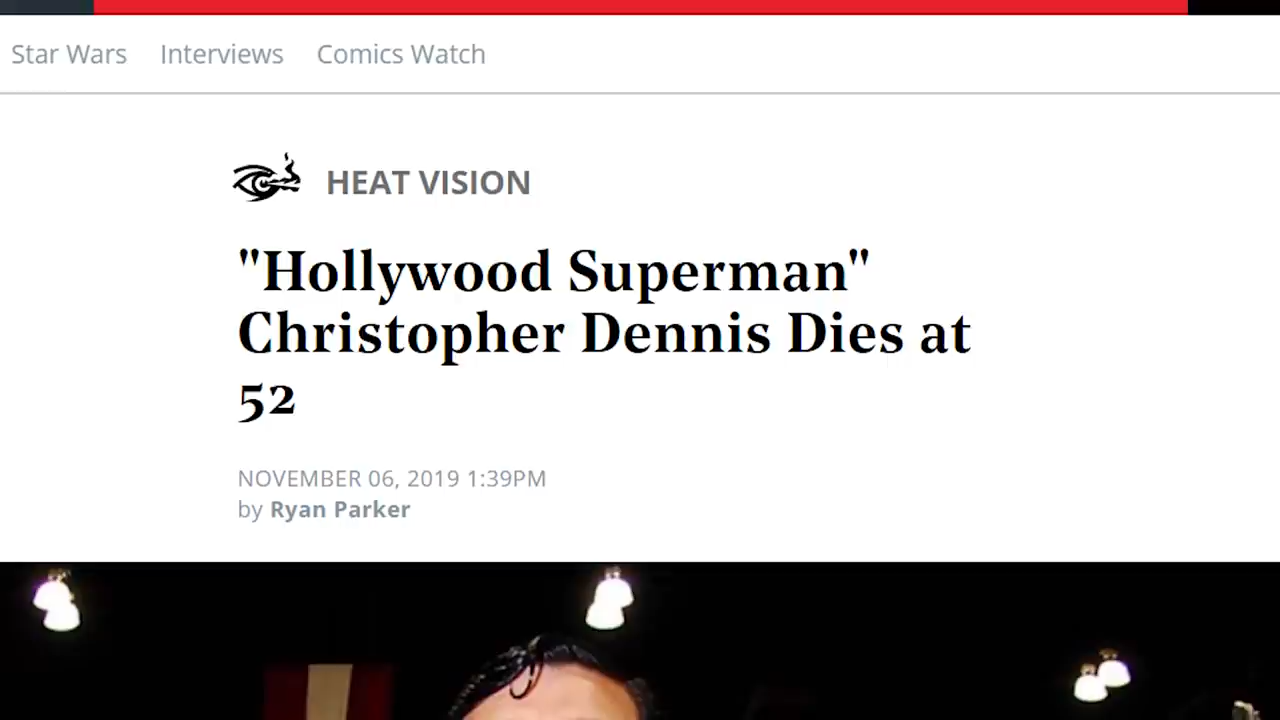 Star Wars Interviews Comics Watch
HEAT VISION
"Hollywood Superman"
Christopher Dennis Dies at
52
NOVEMBER 06, 2019 1:39PM
by Ryan Parker